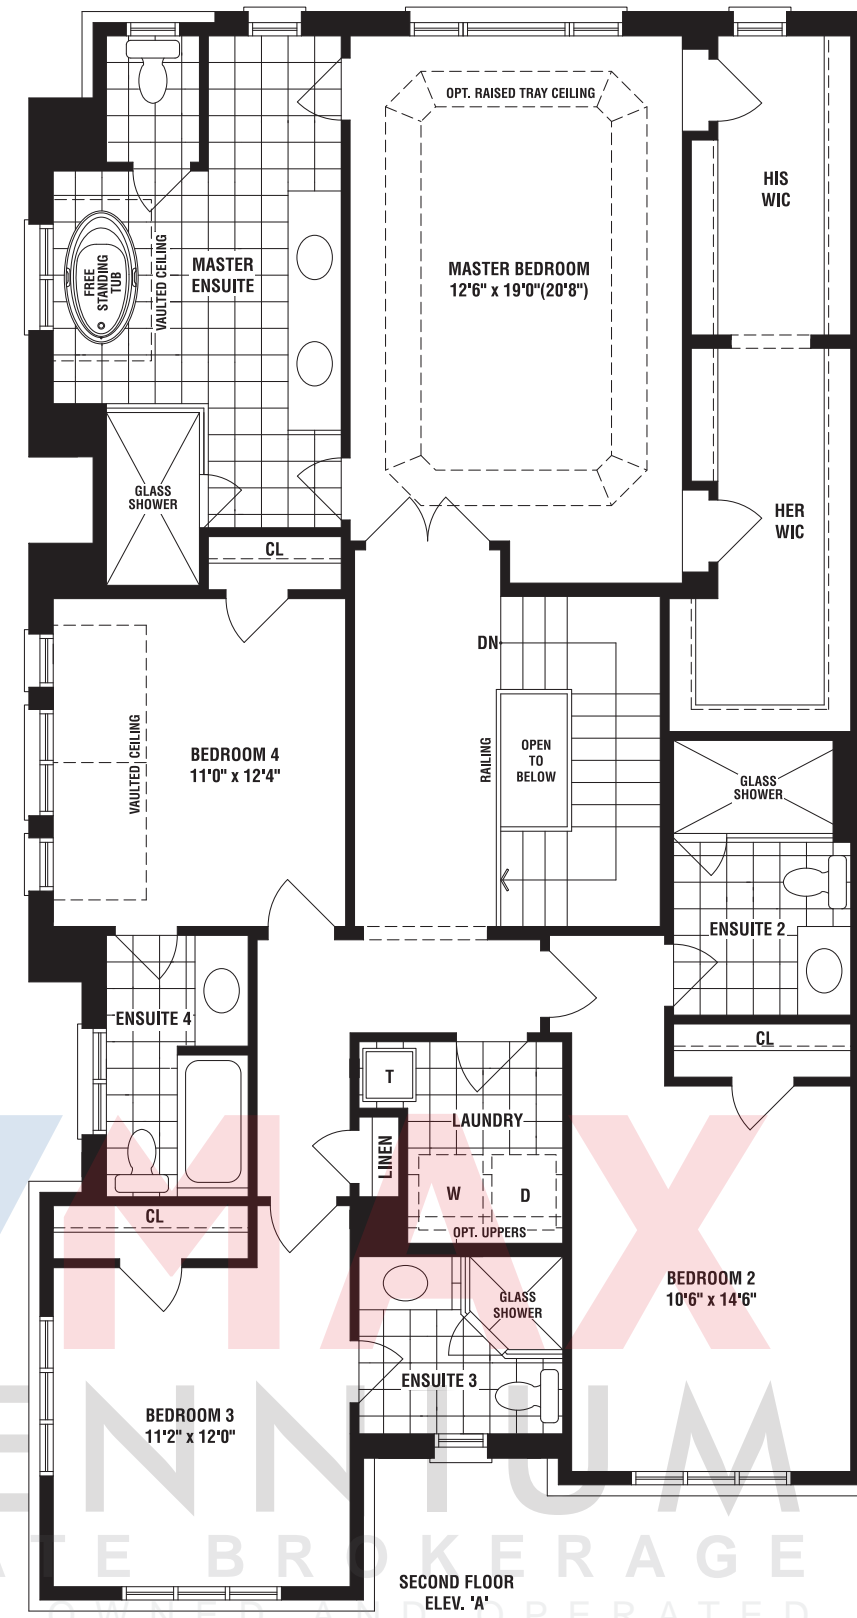 OPT. RAISED TRAY CEILING
HIS
WIC
MASTER
ENSUITE
FREE
STANDING
TUB
VAULTED CEILING
MASTER BEDROOM
12'6" x 19'0"(20'8")
GLASS
SHOWER
HER
WIC
CL
DN
BEDROOM 4
11'0" x 12'4"
VAULTED CEILING
RAILING
OPEN
TO
BELOW
GLASS
SHOWER
ENSUITE 2
ENSUITE 4
CL
T
LAUNDRY
LINEN
W
D
OPT. UPPERS
CL
BEDROOM 2
10'6" x 14'6"
GLASS
SHOWER
ENSUITE 3
BEDROOM 3
11'2" x 12'0"
SECOND FLOOR
ELEV. 'A'
MAX
ENNIUM
ATE BROKERAGE
OWNED AND OPERATED